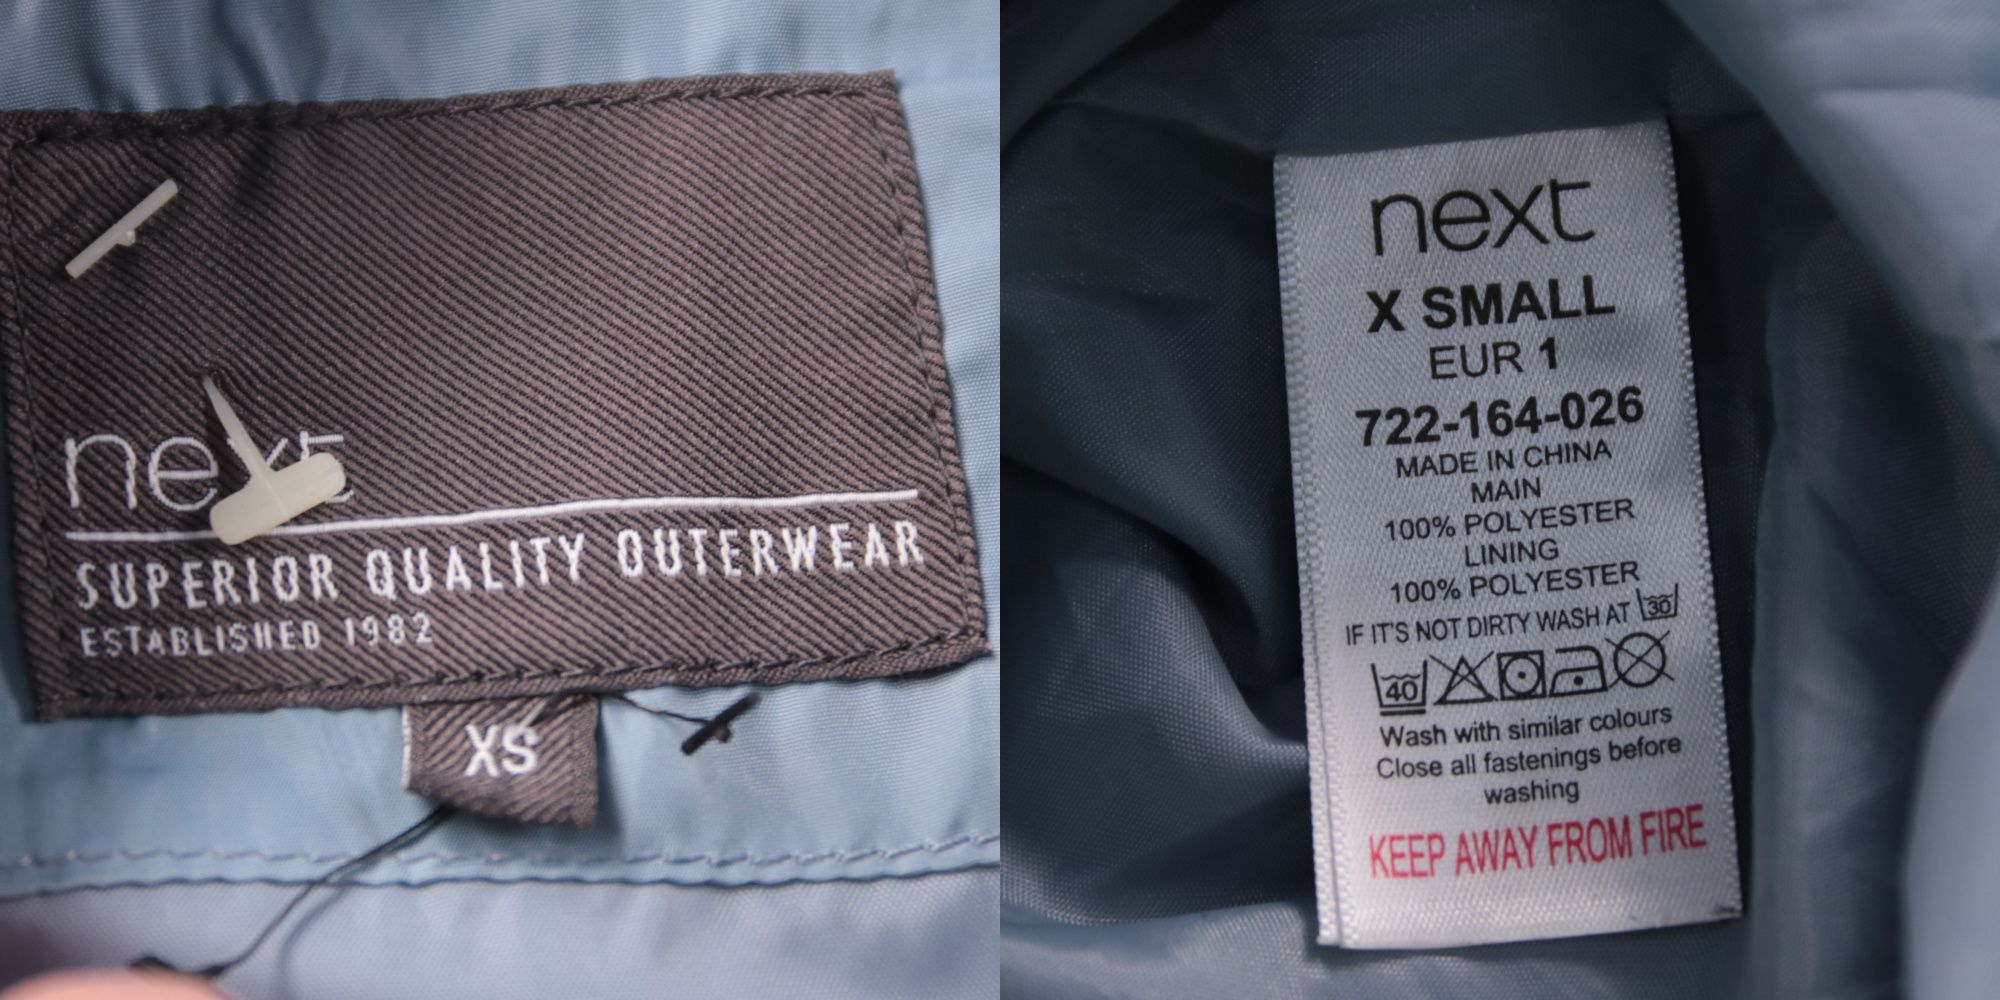 next
SUPERIOR QUALITY OUTERWEAR
ESTABLISHED 1982
XS
next
X SMALL
EUR 1
722-164-026
MADE IN CHINA
MAIN
100% POLYESTER
LINING
100% POLYESTER
IF IT'S NOT DIRTY WASH AT 30
40
Wash with similar colours
Close all fastenings before
washing
KEEP AWAY FROM FIRE